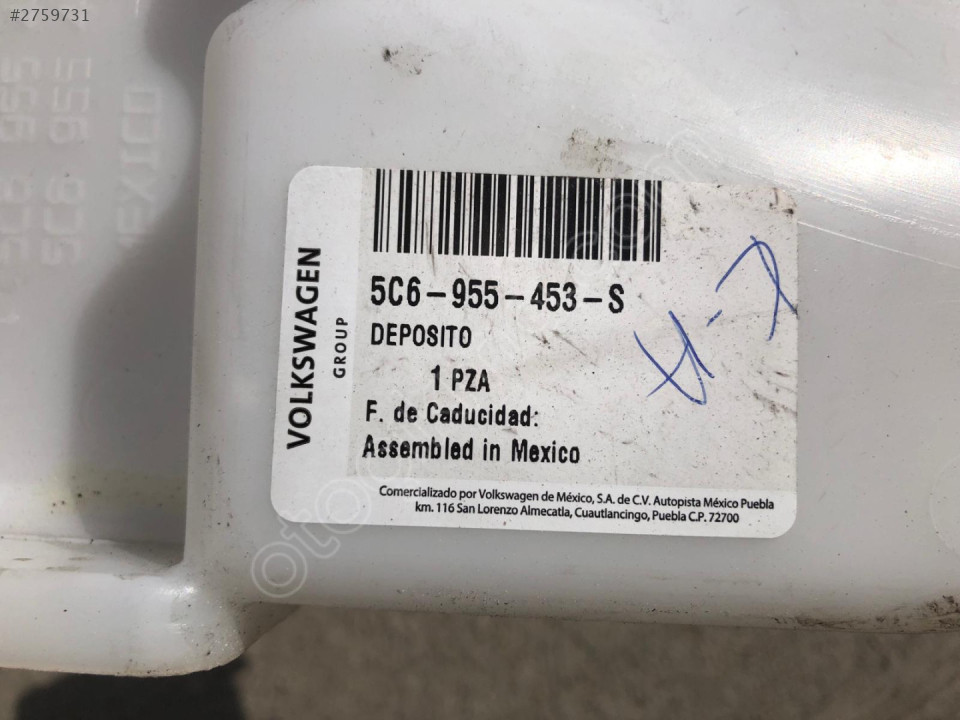 #2759731
VOLKSWAGEN
GROUP
5C6-955-453-S
DEPOSITO
1 PZA
F. de Caducidad:
Assembled in Mexico
Comercializado por Volkswagen de México, S.A. de C.V. Autopista México Puebla
km. 116 San Lorenzo Almecatla, Cuautlancingo, Puebla C.P. 72700